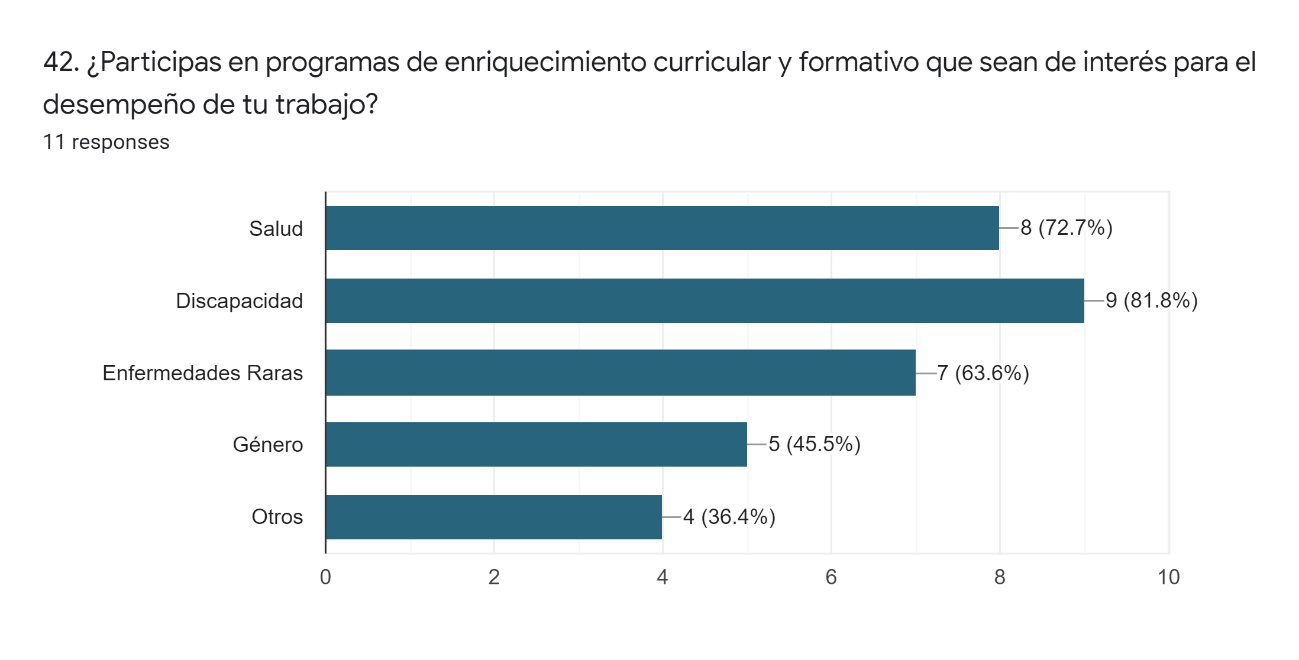 42. ¿Participas en programas de enriquecimiento curricular y formativo que sean de interés para el
desempeño de tu trabajo?
11 responses
Salud
8 (72.7%)
Discapacidad
9 (81.8%)
Enfermedades Raras
7 (63.6%)
Género
5 (45.5%)
Otros
4 (36.4%)
0 2 4 6 8 10